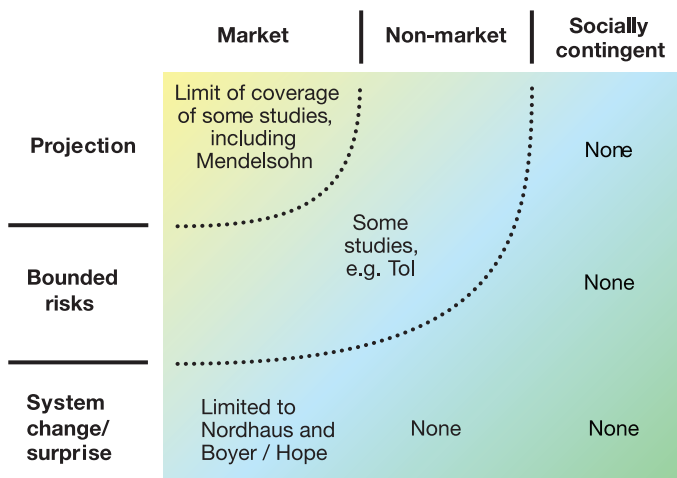 Market
Non-market
Socially
contingent
Projection
Limit of coverage
of some studies,
including
Mendelsohn
None
Bounded
risks
Some
studies,
e.g. Tol
None
System
change/
surprise
Limited to
Nordhaus and
Boyer / Hope
None
None